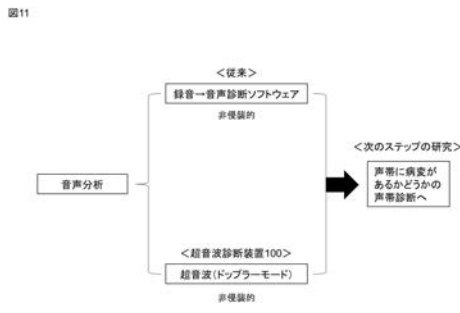 図11
<従来>
録音→音声診断ソフトウェア
非侵襲的
音声分析
<次のステップの研究>
声帯に病変が
あるかどうかの
声帯診断へ
<超音波診断装置100>
超音波(ドップラーモード)
非侵襲的